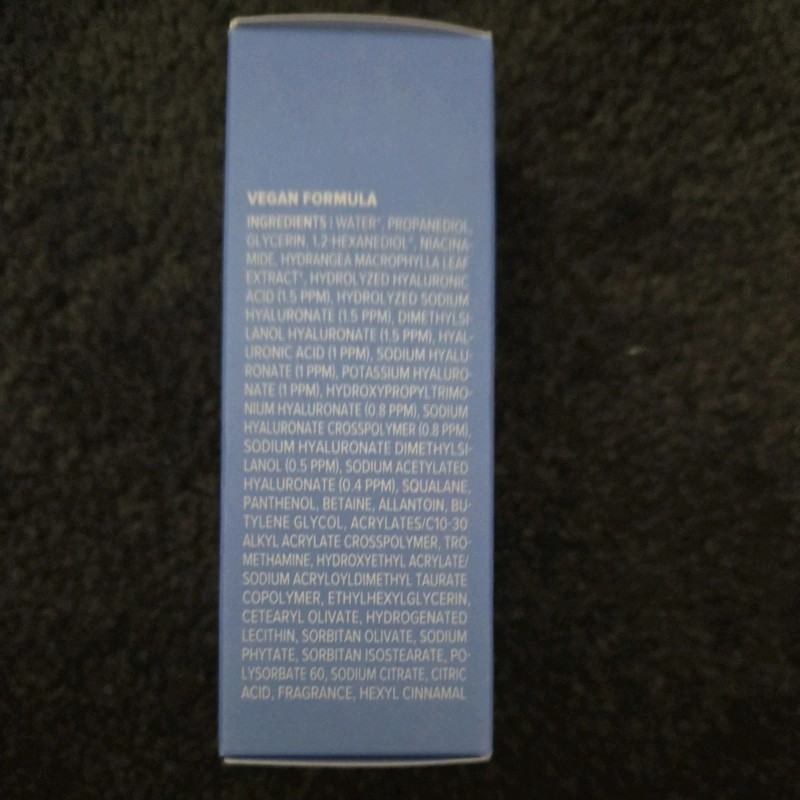 VEGAN FORMULA
INGREDIENTS | WATER*, PROPANEDIOL,
GLYCERIN, 1,2-HEXANEDIOL*, NIACINA-
MIDE, HYDRANGEA MACROPHYLLA LEAF
EXTRACT*, HYDROLYZED HYALURONIC
ACID (1.5 PPM), HYDROLYZED SODIUM
HYALURONATE (1.5 PPM), DIMETHYLSI-
LANOL HYALURONATE (1.5 PPM), HYAL-
URONIC ACID (1 PPM), SODIUM HYALU-
RONATE (1 PPM), POTASSIUM HYALURO-
NATE (1 PPM), HYDROXYPROPYLTRIMO-
NIUM HYALURONATE (0.8 PPM), SODIUM
HYALURONATE CROSSPOLYMER (0.8 PPM),
SODIUM HYALURONATE DIMETHYLSI-
LANOL (0.5 PPM), SODIUM ACETYLATED
HYALURONATE (0.4 PPM), SQUALANE,
PANTHENOL, BETAINE, ALLANTOIN, BU-
TYLENE GLYCOL, ACRYLATES/C10-30
ALKYL ACRYLATE CROSSPOLYMER, TRO-
METHAMINE, HYDROXYETHYL ACRYLATE/
SODIUM ACRYLOYLDIMETHYL TAURATE
COPOLYMER, ETHYLHEXYLGLYCERIN,
CETEARYL OLIVATE, HYDROGENATED
LECITHIN, SORBITAN OLIVATE, SODIUM
PHYTATE, SORBITAN ISOSTEARATE, PO-
LYSORBATE 60, SODIUM CITRATE, CITRIC
ACID, FRAGRANCE, HEXYL CINNAMAL